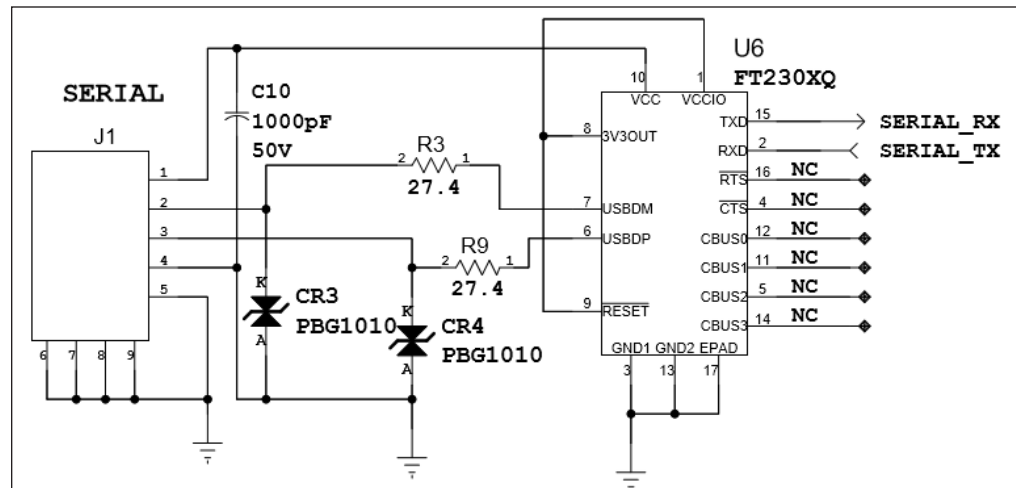 SERIAL
J1
1
2
3
4
5
6 7 8 9
C10
1000pF
50V
R3
2 1
27.4
R9
2 1
27.4
K
CR3
PBG1010
A
K
CR4
PBG1010
A
U6
FT230XQ
10 1
VCC VCCIO
8 3V3OUT
7 USBDM
6 USBDP
9 RESET
TXD 15 SERIAL_RX
RXD 2 SERIAL_TX
RTS 16 NC
CTS 4 NC
CBUS0 12 NC
CBUS1 11 NC
CBUS2 5 NC
CBUS3 14 NC
GND1 GND2 EPAD
3 13 17